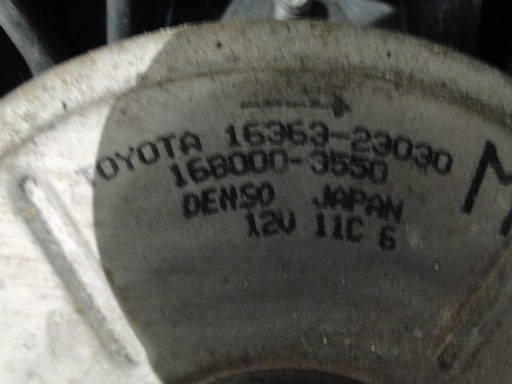 TOYOTA 16363-23030
168000-3550
DENSO JAPAN
12V 11C 6
M